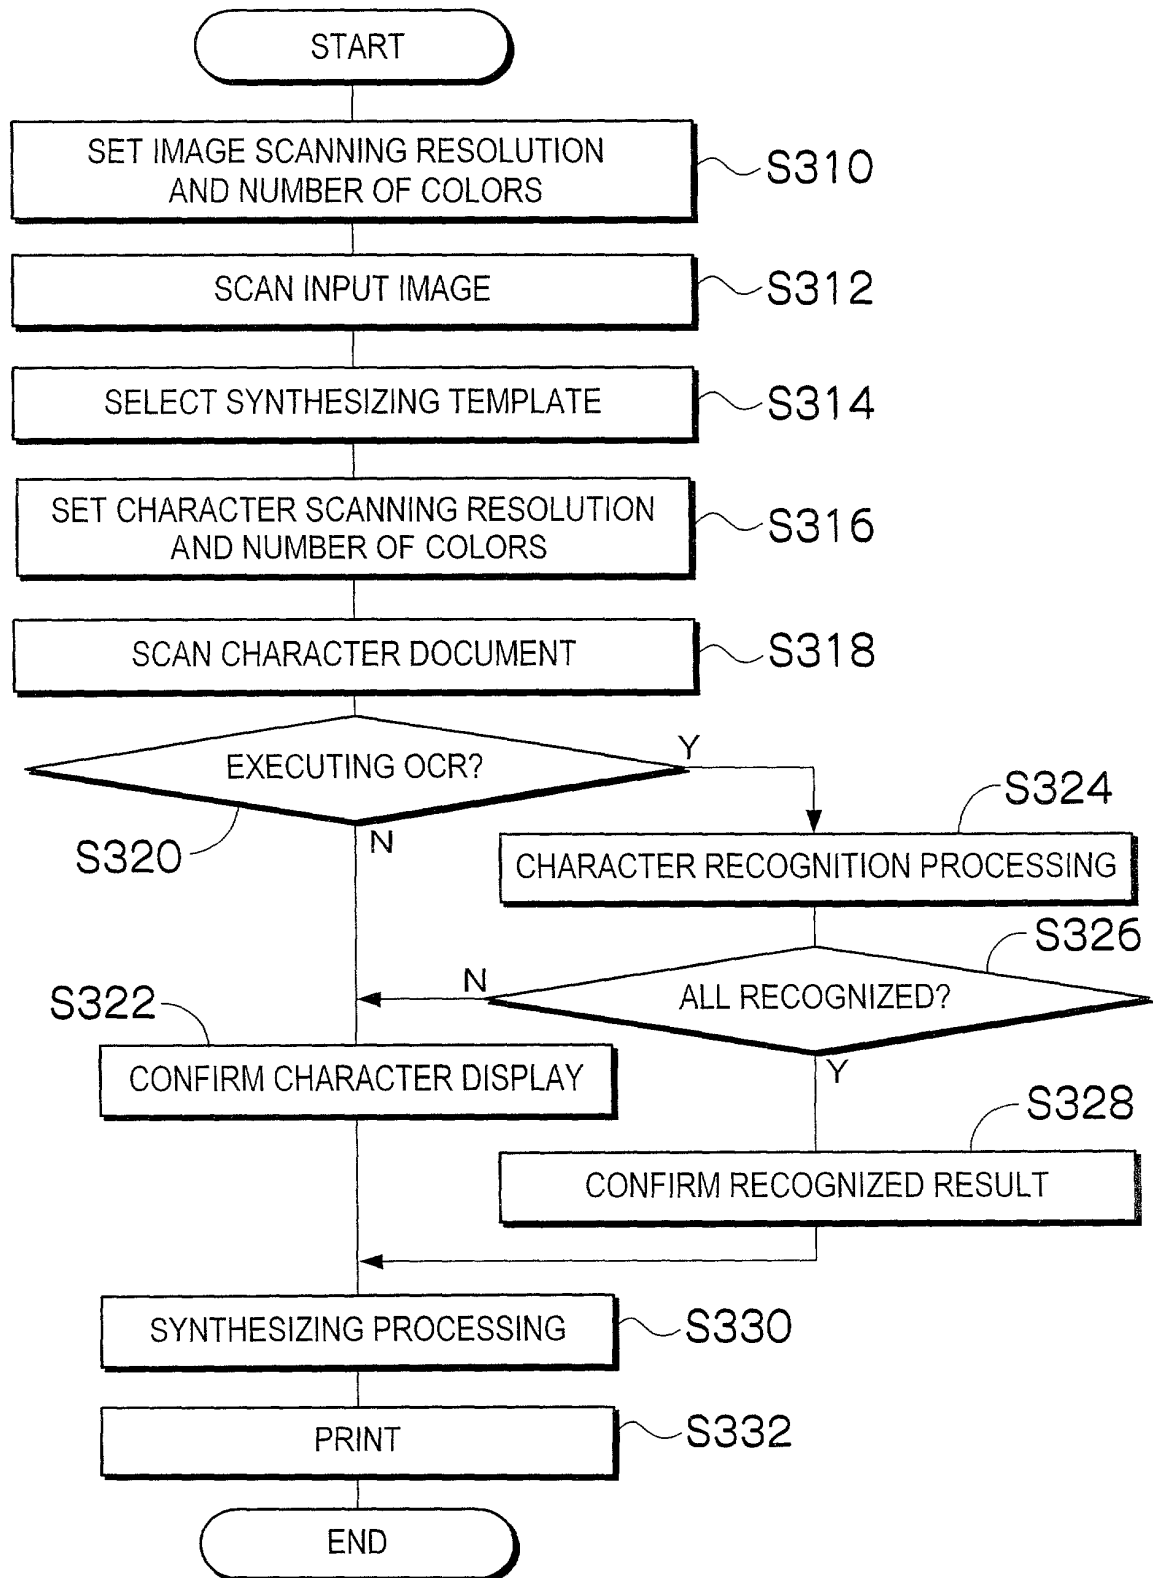 START
SET IMAGE SCANNING RESOLUTION
AND NUMBER OF COLORS
S310
SCAN INPUT IMAGE
S312
SELECT SYNTHESIZING TEMPLATE
S314
SET CHARACTER SCANNING RESOLUTION
AND NUMBER OF COLORS
S316
SCAN CHARACTER DOCUMENT
S318
EXECUTING OCR?
Y
S320
N
S324
CHARACTER RECOGNITION PROCESSING
S326
ALL RECOGNIZED?
N
Y
S322
CONFIRM CHARACTER DISPLAY
S328
CONFIRM RECOGNIZED RESULT
SYNTHESIZING PROCESSING
S330
PRINT
S332
END